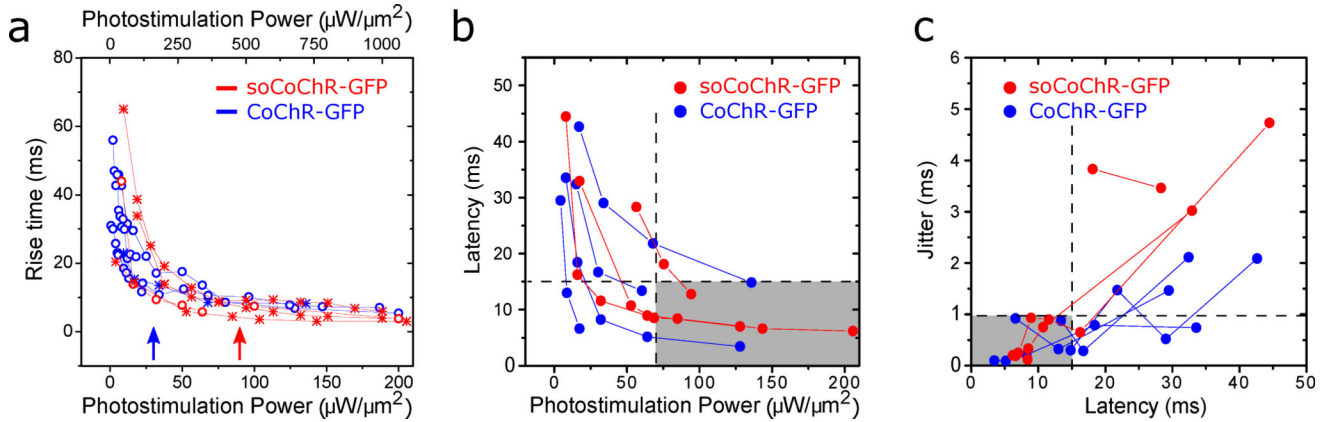 a
Photostimulation Power (µW/µm²)
0 250 500 750 1000
80
60
40
20
0
Rise time (ms)
soCoChR-GFP
CoChR-GFP
0 50 100 150 200
Photostimulation Power (µW/µm²)
b
50
40
30
20
10
0
Latency (ms)
soCoChR-GFP
CoChR-GFP
0 50 100 150 200
Photostimulation Power (µW/µm²)
c
6
5
4
3
2
1
0
Jitter (ms)
soCoChR-GFP
CoChR-GFP
0 10 20 30 40 50
Latency (ms)